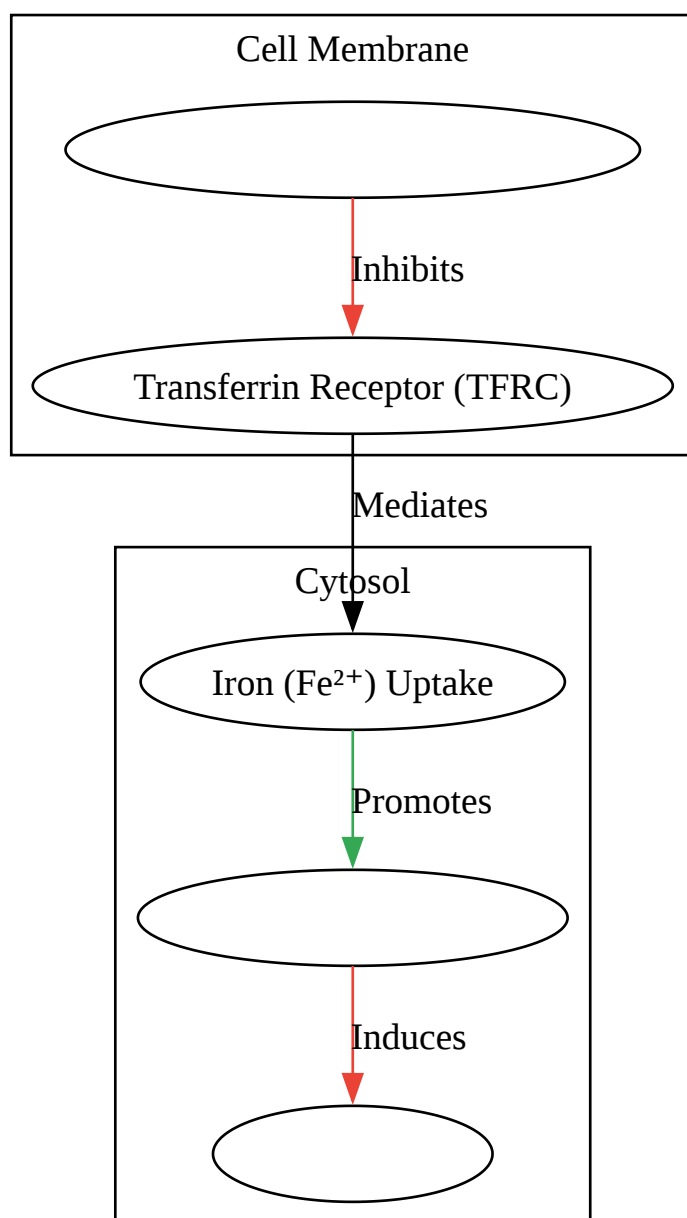 Cell Membrane
Inhibits
Transferrin Receptor (TFRC)
Mediates
Cytosol
Iron (Fe²⁺) Uptake
Promotes
Induces